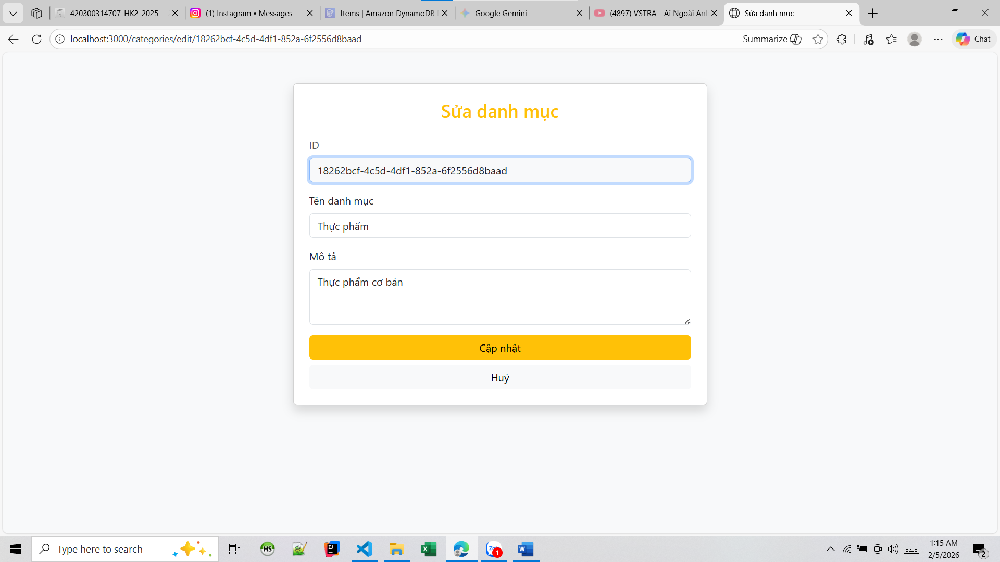 420300314707_HK2_2025_-_
(1) Instagram • Messages
Items | Amazon DynamoDB
Google Gemini
(4897) VSTRA - Ai Ngoài Anh
Sửa danh mục
localhost:3000/categories/edit/18262bcf-4c5d-4df1-852a-6f2556d8baad
Summarize
Chat
Sửa danh mục
ID
18262bcf-4c5d-4df1-852a-6f2556d8baad
Tên danh mục
Thực phẩm
Mô tả
Thực phẩm cơ bản
Cập nhật
Huỷ
Type here to search
HS
IJ
1
W
1:15 AM
2/5/2026
2